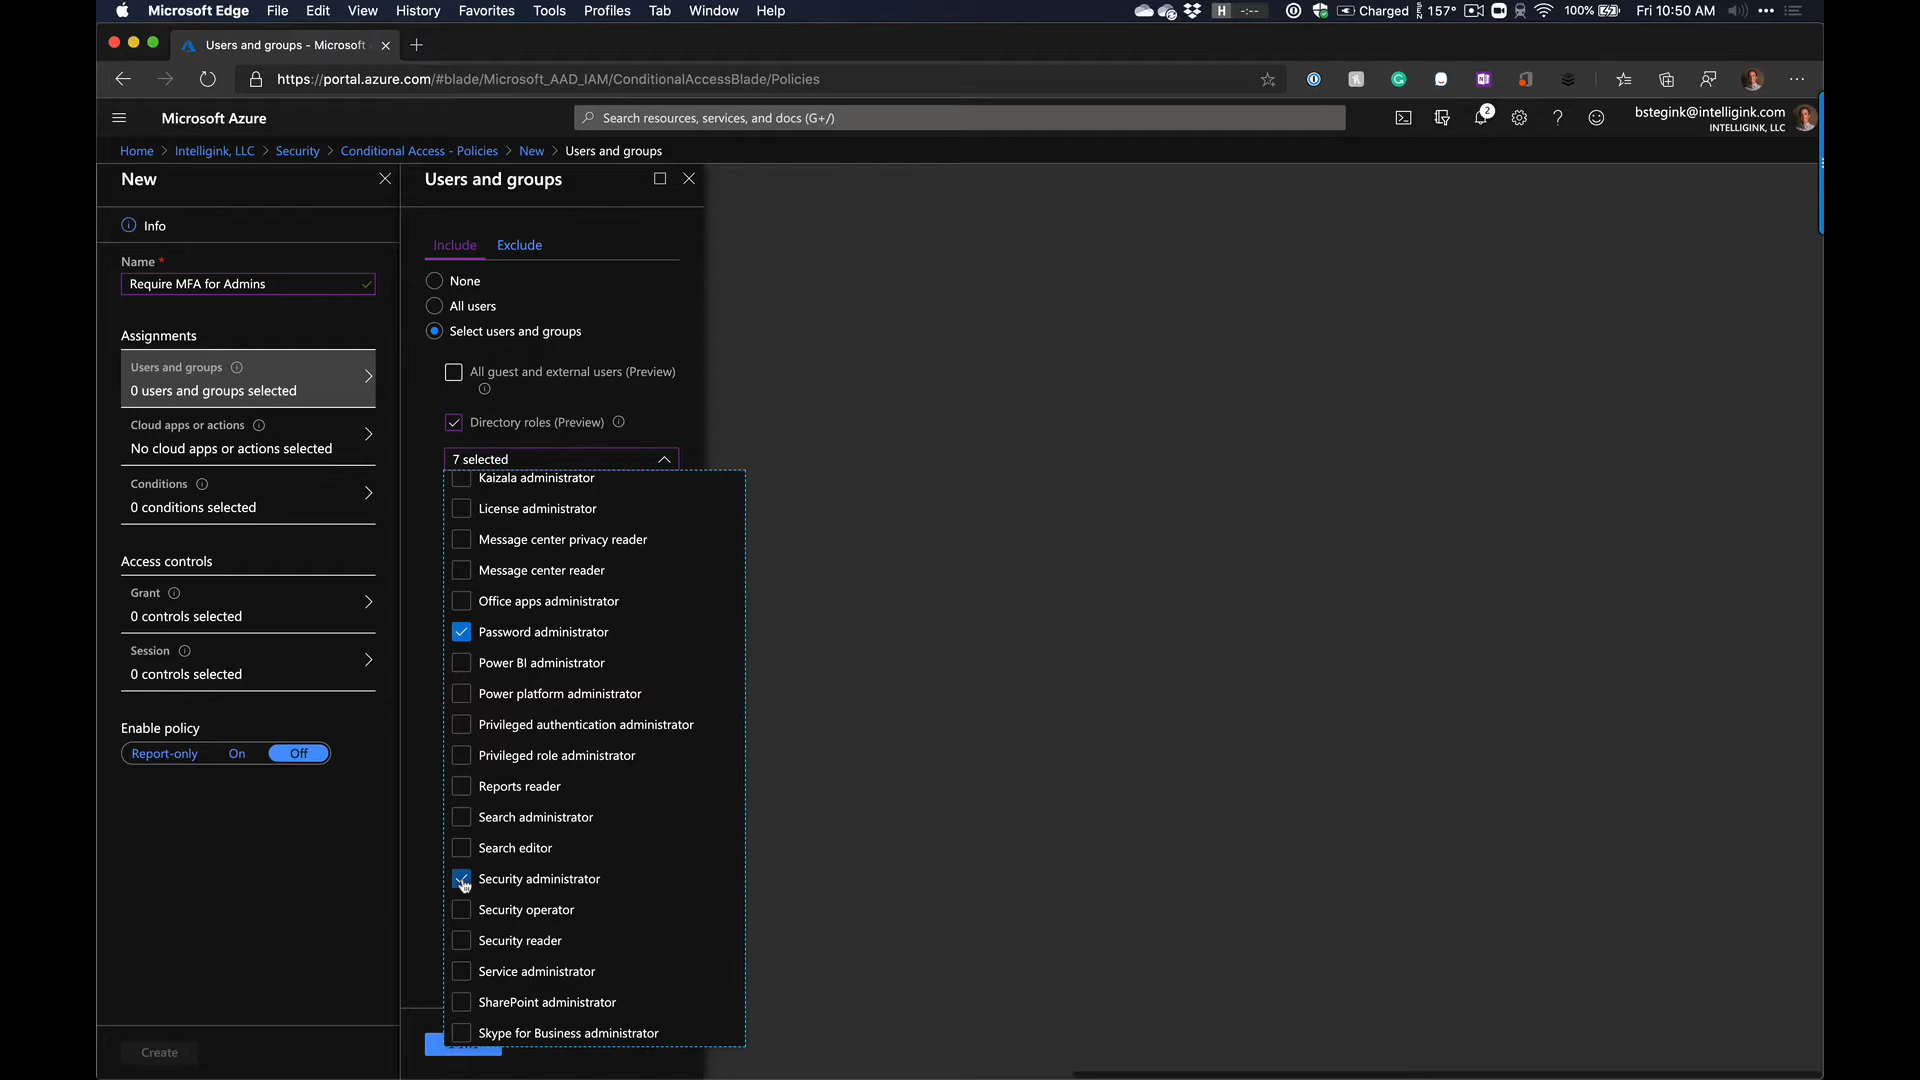 Microsoft Edge File Edit View History Favorites Tools Profiles Tab Window Help
H -:-- Charged SEN 157° 100% Fri 10:50 AM
Users and groups - Microsoft
https://portal.azure.com/#blade/Microsoft_AAD_IAM/ConditionalAccessBlade/Policies
Microsoft Azure
Search resources, services, and docs (G+/)
2
bstegink@intelligink.com
INTELLIGINK, LLC
Home > Intelligink, LLC > Security > Conditional Access - Policies > New > Users and groups
New
Info
Name *
Require MFA for Admins
Assignments
Users and groups
0 users and groups selected
Cloud apps or actions
No cloud apps or actions selected
Conditions
0 conditions selected
Access controls
Grant
0 controls selected
Session
0 controls selected
Enable policy
Report-only On Off
Create
Users and groups
Include Exclude
None
All users
Select users and groups
All guest and external users (Preview)
Directory roles (Preview)
7 selected
Kaizala administrator
License administrator
Message center privacy reader
Message center reader
Office apps administrator
Password administrator
Power BI administrator
Power platform administrator
Privileged authentication administrator
Privileged role administrator
Reports reader
Search administrator
Search editor
Security administrator
Security operator
Security reader
Service administrator
SharePoint administrator
Skype for Business administrator